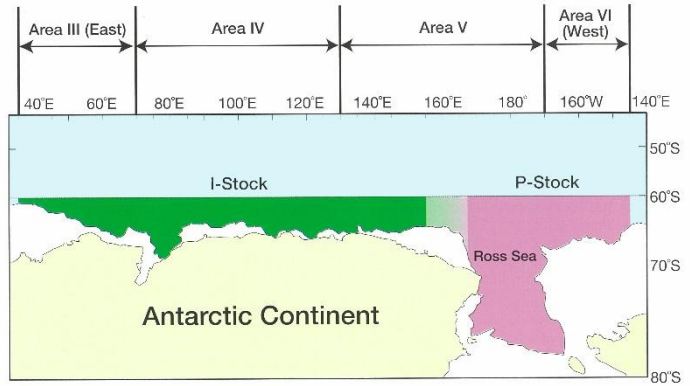 Area III (East)
Area IV
Area V
Area VI
(West)
40°E
60°E
80°E
100°E
120°E
140°E
160°E
180°
160°W
140°E
50°S
I-Stock
P-Stock
60°S
Ross Sea
70°S
Antarctic Continent
80°S